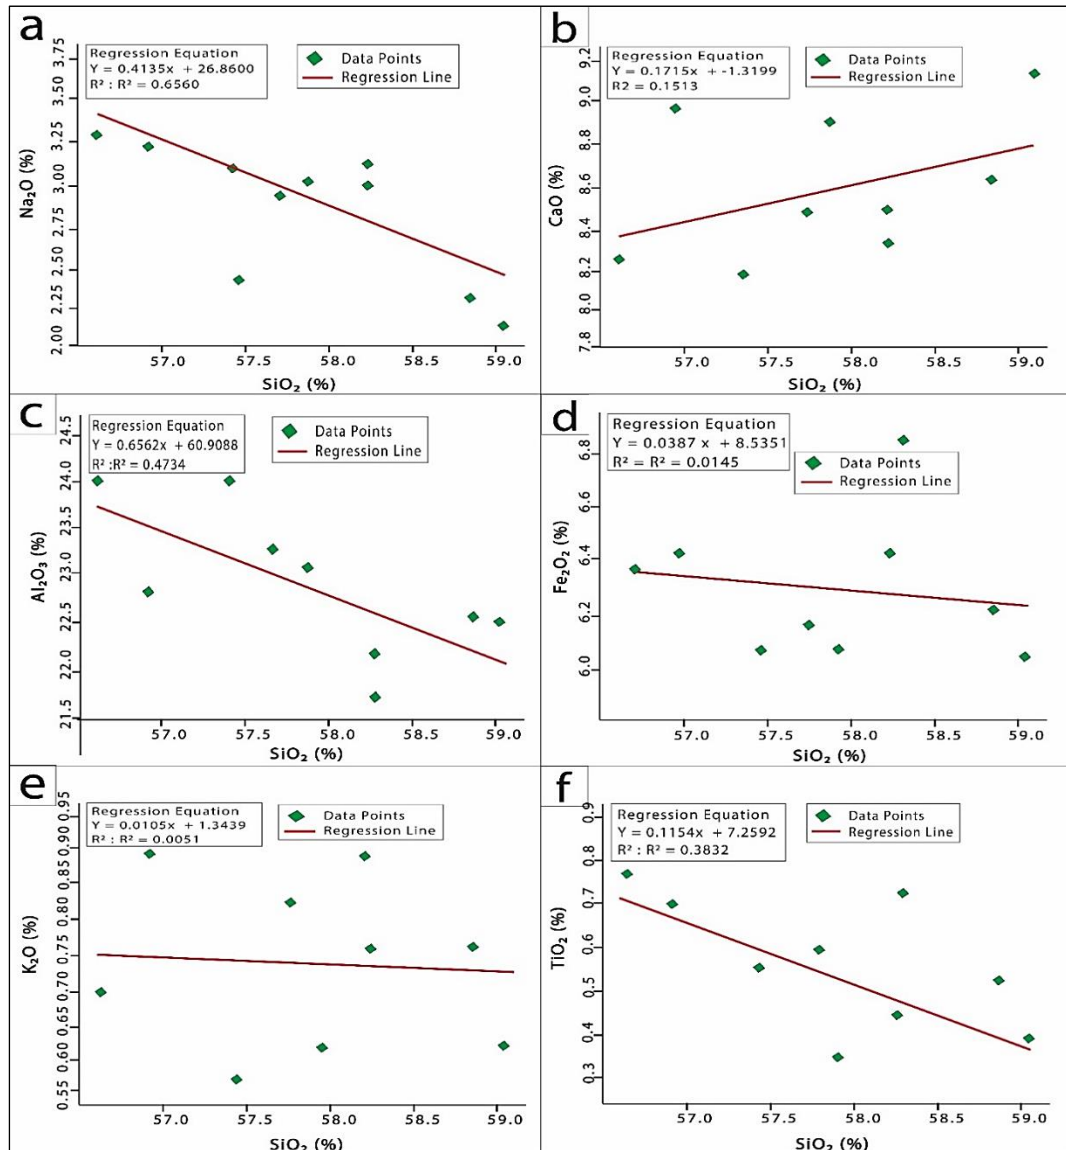 a
Regression Equation
Y = 0.4135x + 26.8600
R² : R² = 0.6560
Data Points
Regression Line
3.75
3.50
3.25
3.00
2.75
2.50
2.25
2.00
Na₂O (%)
57.0 57.5 58.0 58.5 59.0
SiO₂ (%)
b
Regression Equation
Y = 0.1715x + -1.3199
R2 = 0.1513
Data Points
Regression Line
9.2
9.0
8.8
8.6
8.4
8.2
8.0
7.8
CaO (%)
57.0 57.5 58.0 58.5 59.0
SiO₂ (%)
c
Regression Equation
Y = 0.6562x + 60.9088
R² :R² = 0.4734
Data Points
Regression Line
24.5
24.0
23.5
23.0
22.5
22.0
21.5
Al₂O₃ (%)
57.0 57.5 58.0 58.5 59.0
SiO₂ (%)
d
Regression Equation
Y = 0.0387 x + 8.5351
R² = R² = 0.0145
Data Points
Regression Line
6.8
6.6
6.4
6.2
6.0
Fe₂O₂ (%)
57.0 57.5 58.0 58.5 59.0
SiO₂ (%)
e
Regression Equation
Y = 0.0105x + 1.3439
R² : R² = 0.0051
Data Points
Regression Line
0.95
0.90
0.85
0.80
0.75
0.70
0.65
0.60
0.55
K₂O (%)
57.0 57.5 58.0 58.5 59.0
SiO₂ (%)
f
Regression Equation
Y = 0.1154x + 7.2592
R² : R² = 0.3832
Data Points
Regression Line
0.9
0.8
0.7
0.6
0.5
0.4
0.3
TiO₂ (%)
57.0 57.5 58.0 58.5 59.0
SiO₂ (%)